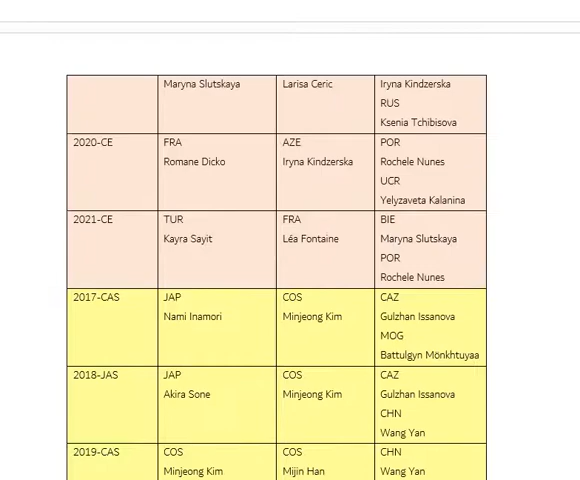 Maryna Slutskaya Larisa Ceric Iryna Kindzerska
RUS
Ksenia Tchibisova
2020-CE FRA AZE POR
Romane Dicko Iryna Kindzerska Rochele Nunes
UCR
Yelyzaveta Kalanina
2021-CE TUR FRA BIE
Kayra Sayit Léa Fontaine Maryna Slutskaya
POR
Rochele Nunes
2017-CAS JAP COS CAZ
Nami Inamori Minjeong Kim Gulzhan Issanova
MOG
Battulgyn Mönkhtuyaa
2018-JAS JAP COS CAZ
Akira Sone Minjeong Kim Gulzhan Issanova
CHN
Wang Yan
2019-CAS COS COS CHN
Minjeong Kim Mijin Han Wang Yan